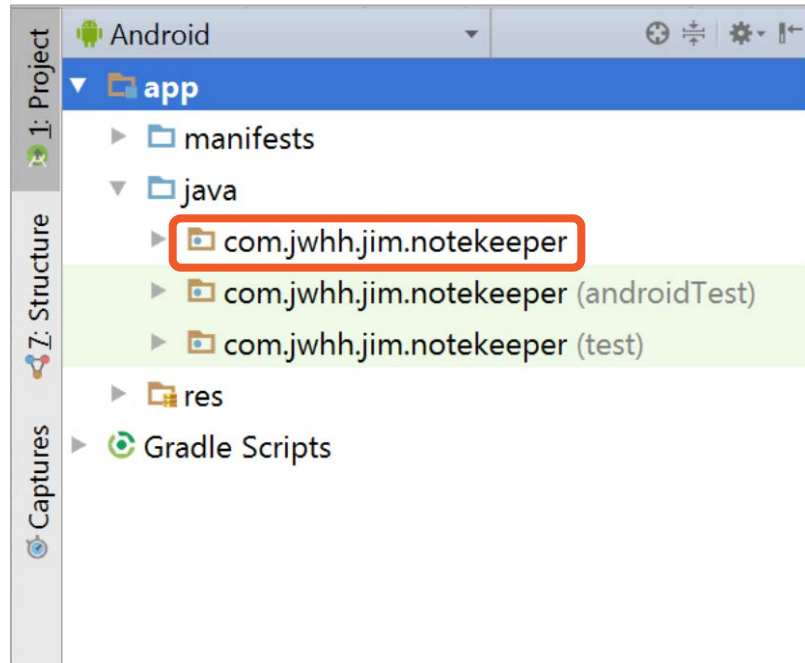 1: Project
7: Structure
Captures
Android
app
manifests
java
com.jwhh.jim.notekeeper
com.jwhh.jim.notekeeper (androidTest)
com.jwhh.jim.notekeeper (test)
res
Gradle Scripts